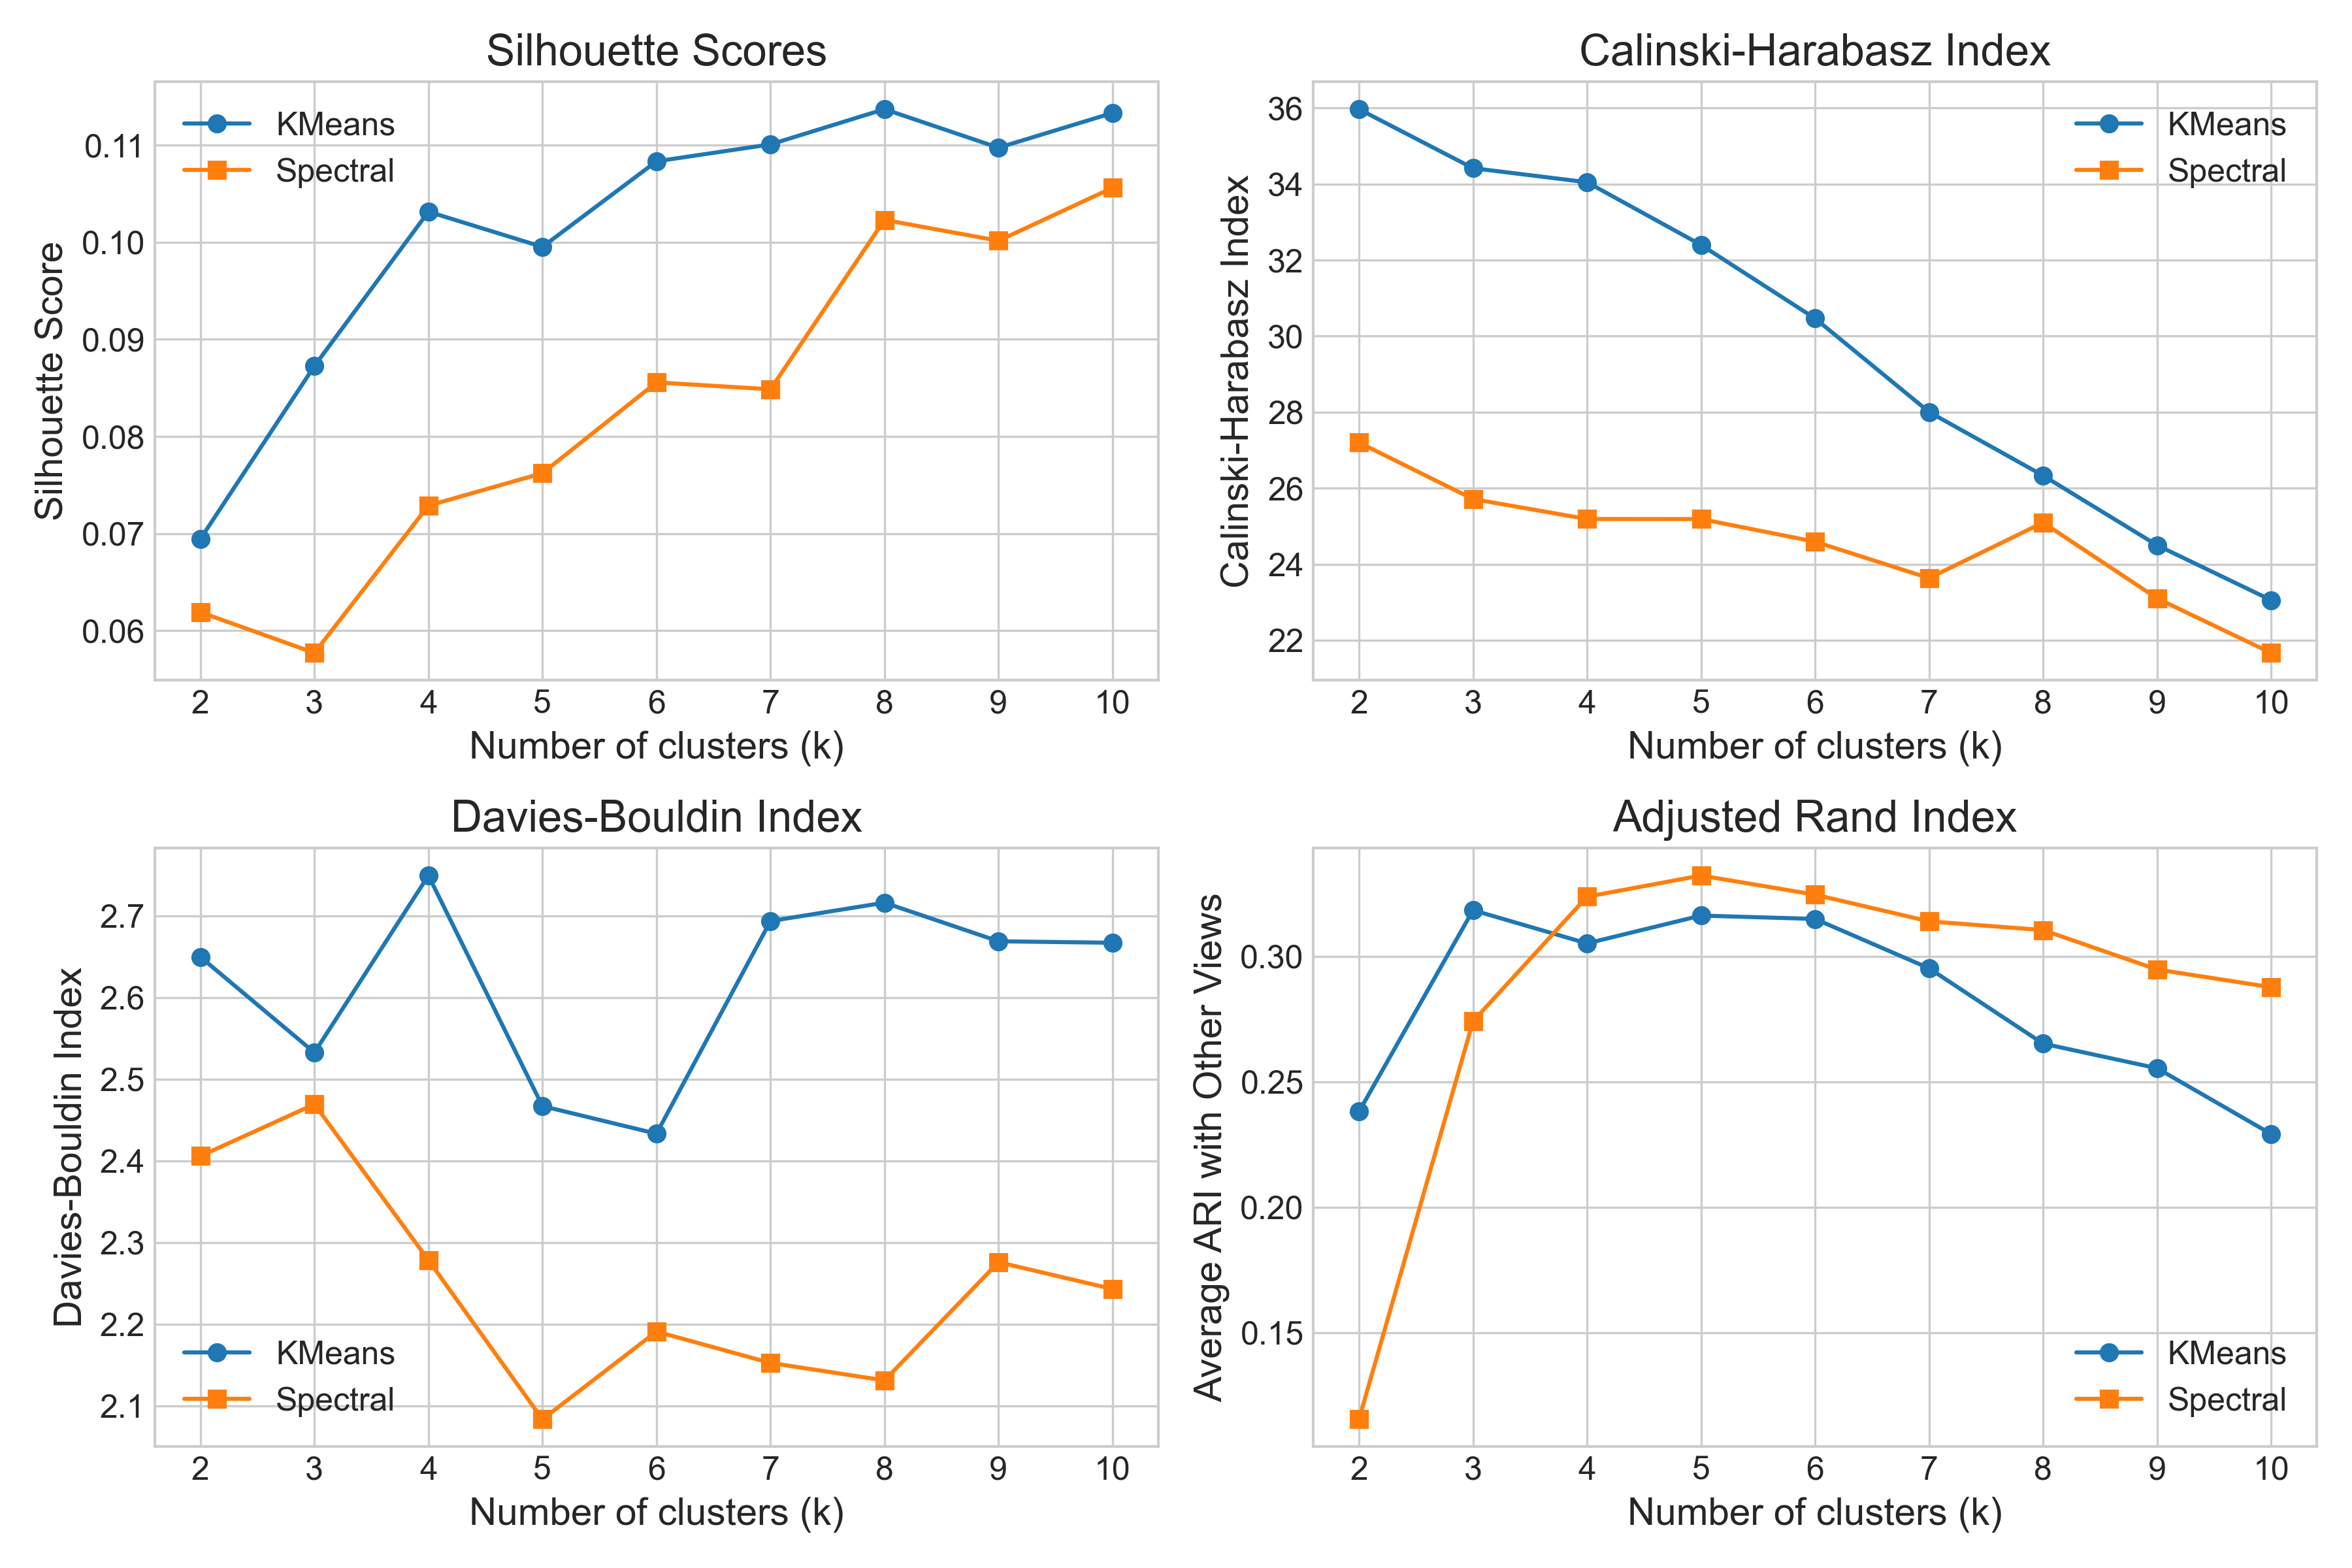 Silhouette Scores
Silhouette Score
0.11
0.10
0.09
0.08
0.07
0.06
KMeans
Spectral
2 3 4 5 6 7 8 9 10
Number of clusters (k)
Calinski-Harabasz Index
Calinski-Harabasz Index
36
34
32
30
28
26
24
22
KMeans
Spectral
2 3 4 5 6 7 8 9 10
Number of clusters (k)
Davies-Bouldin Index
Davies-Bouldin Index
2.7
2.6
2.5
2.4
2.3
2.2
2.1
KMeans
Spectral
2 3 4 5 6 7 8 9 10
Number of clusters (k)
Adjusted Rand Index
Average ARI with Other Views
0.30
0.25
0.20
0.15
KMeans
Spectral
2 3 4 5 6 7 8 9 10
Number of clusters (k)